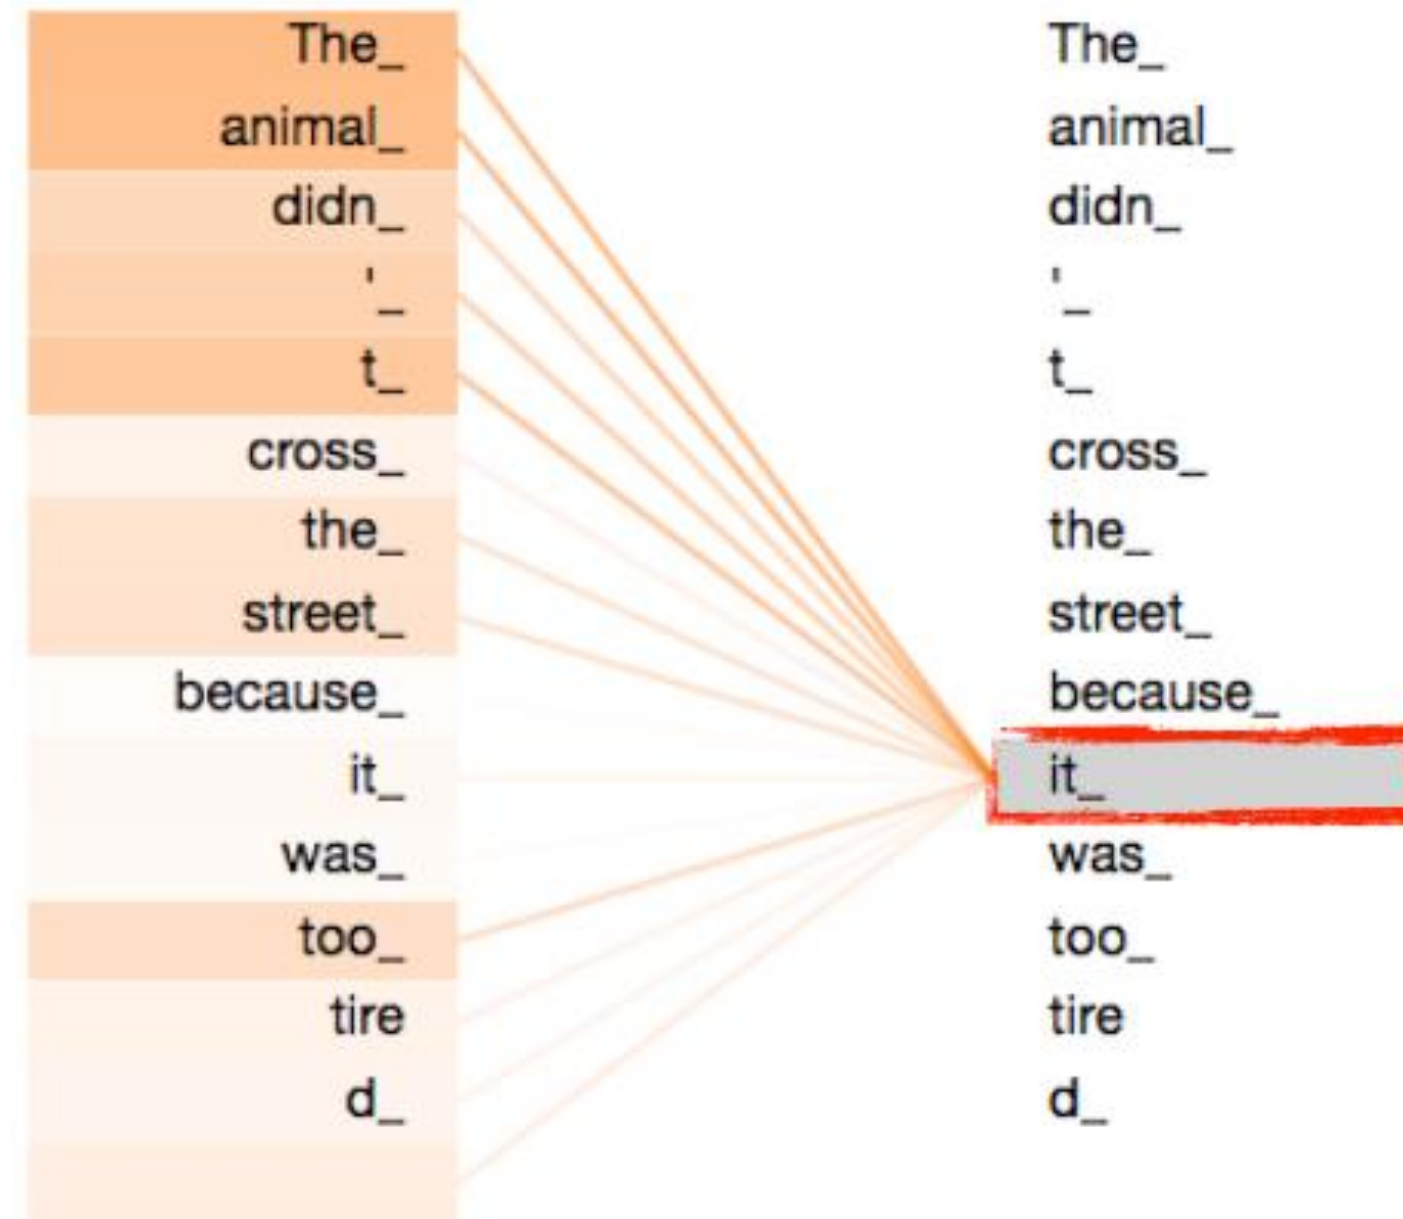 The_ The_
animal_ animal_
didn_ didn_
'_ '_
t_ t_
cross_ cross_
the_ the_
street_ street_
because_ because_
it_ it_
was_ was_
too_ too_
tire tire
d_ d_